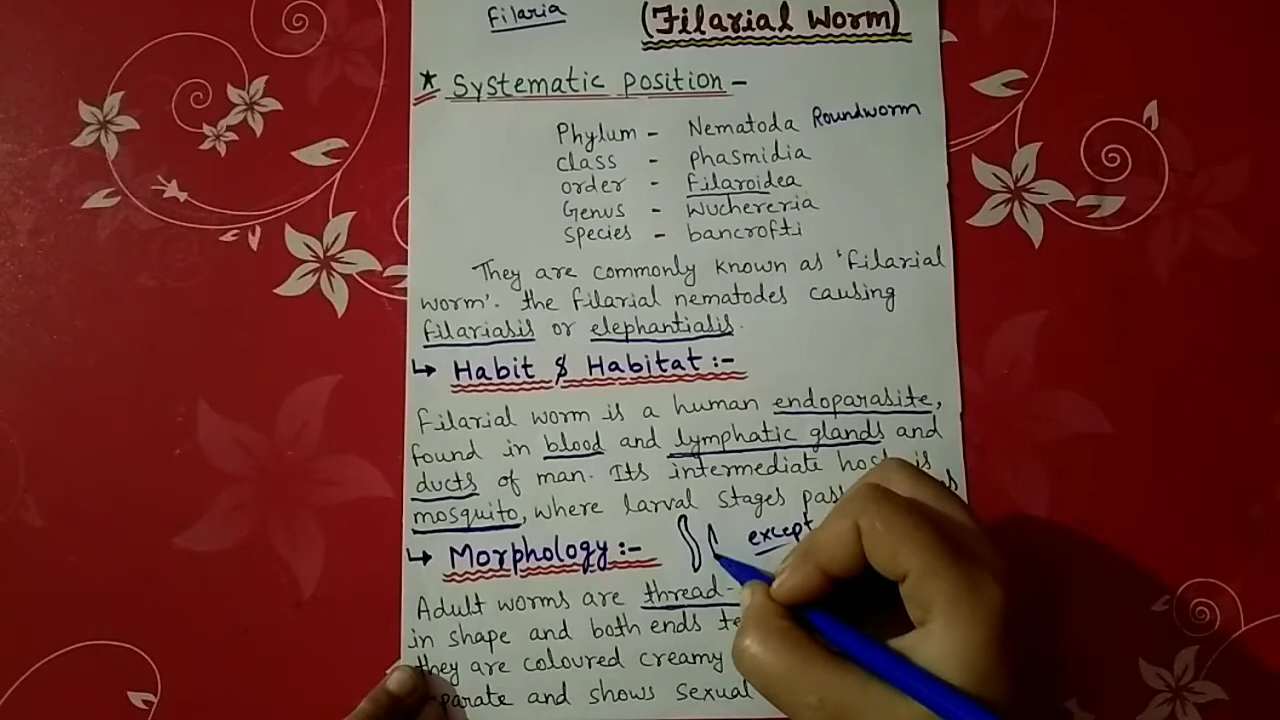 Filaria
(Filarial Worm)
* Systematic position -
Phylum - Nematoda Roundworm
class - phasmidia
order - Filaroidea
Genus - Wuchereria
species - bancrofti
They are commonly known as 'Filarial
worm'. the filarial nematodes causing
filariasis or elephantiasis.
↳ Habit & Habitat :-
Filarial worm is a human endoparasite,
found in blood and lymphatic glands and
ducts of man. Its intermediate host is
mosquito, where larval stages
except
↳ Morphology :-
Adult worms are thread-
in shape and both ends
they are coloured creamy
and shows sexual